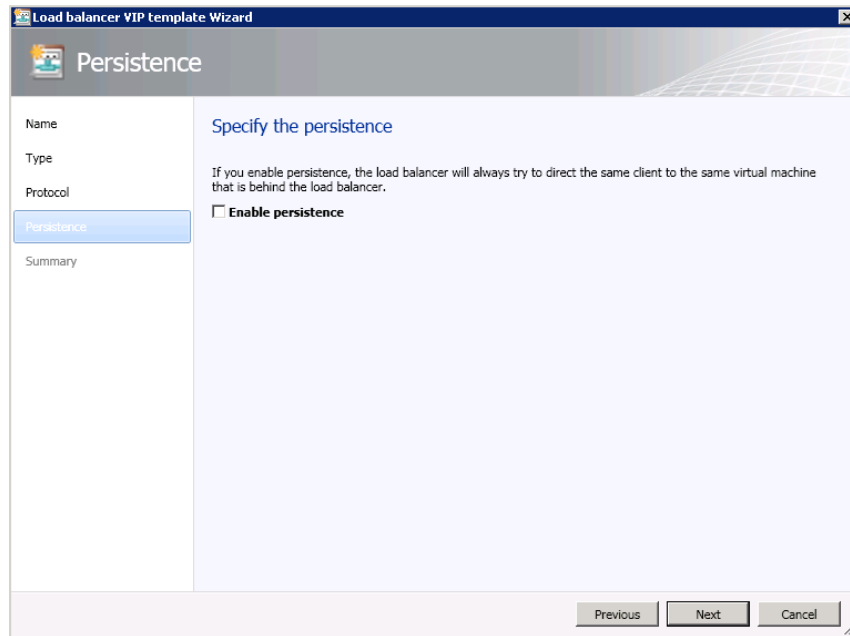 Load balancer VIP template Wizard
Persistence
Name
Type
Protocol
Persistence
Summary
Specify the persistence
If you enable persistence, the load balancer will always try to direct the same client to the same virtual machine
that is behind the load balancer.
Enable persistence
Previous
Next
Cancel